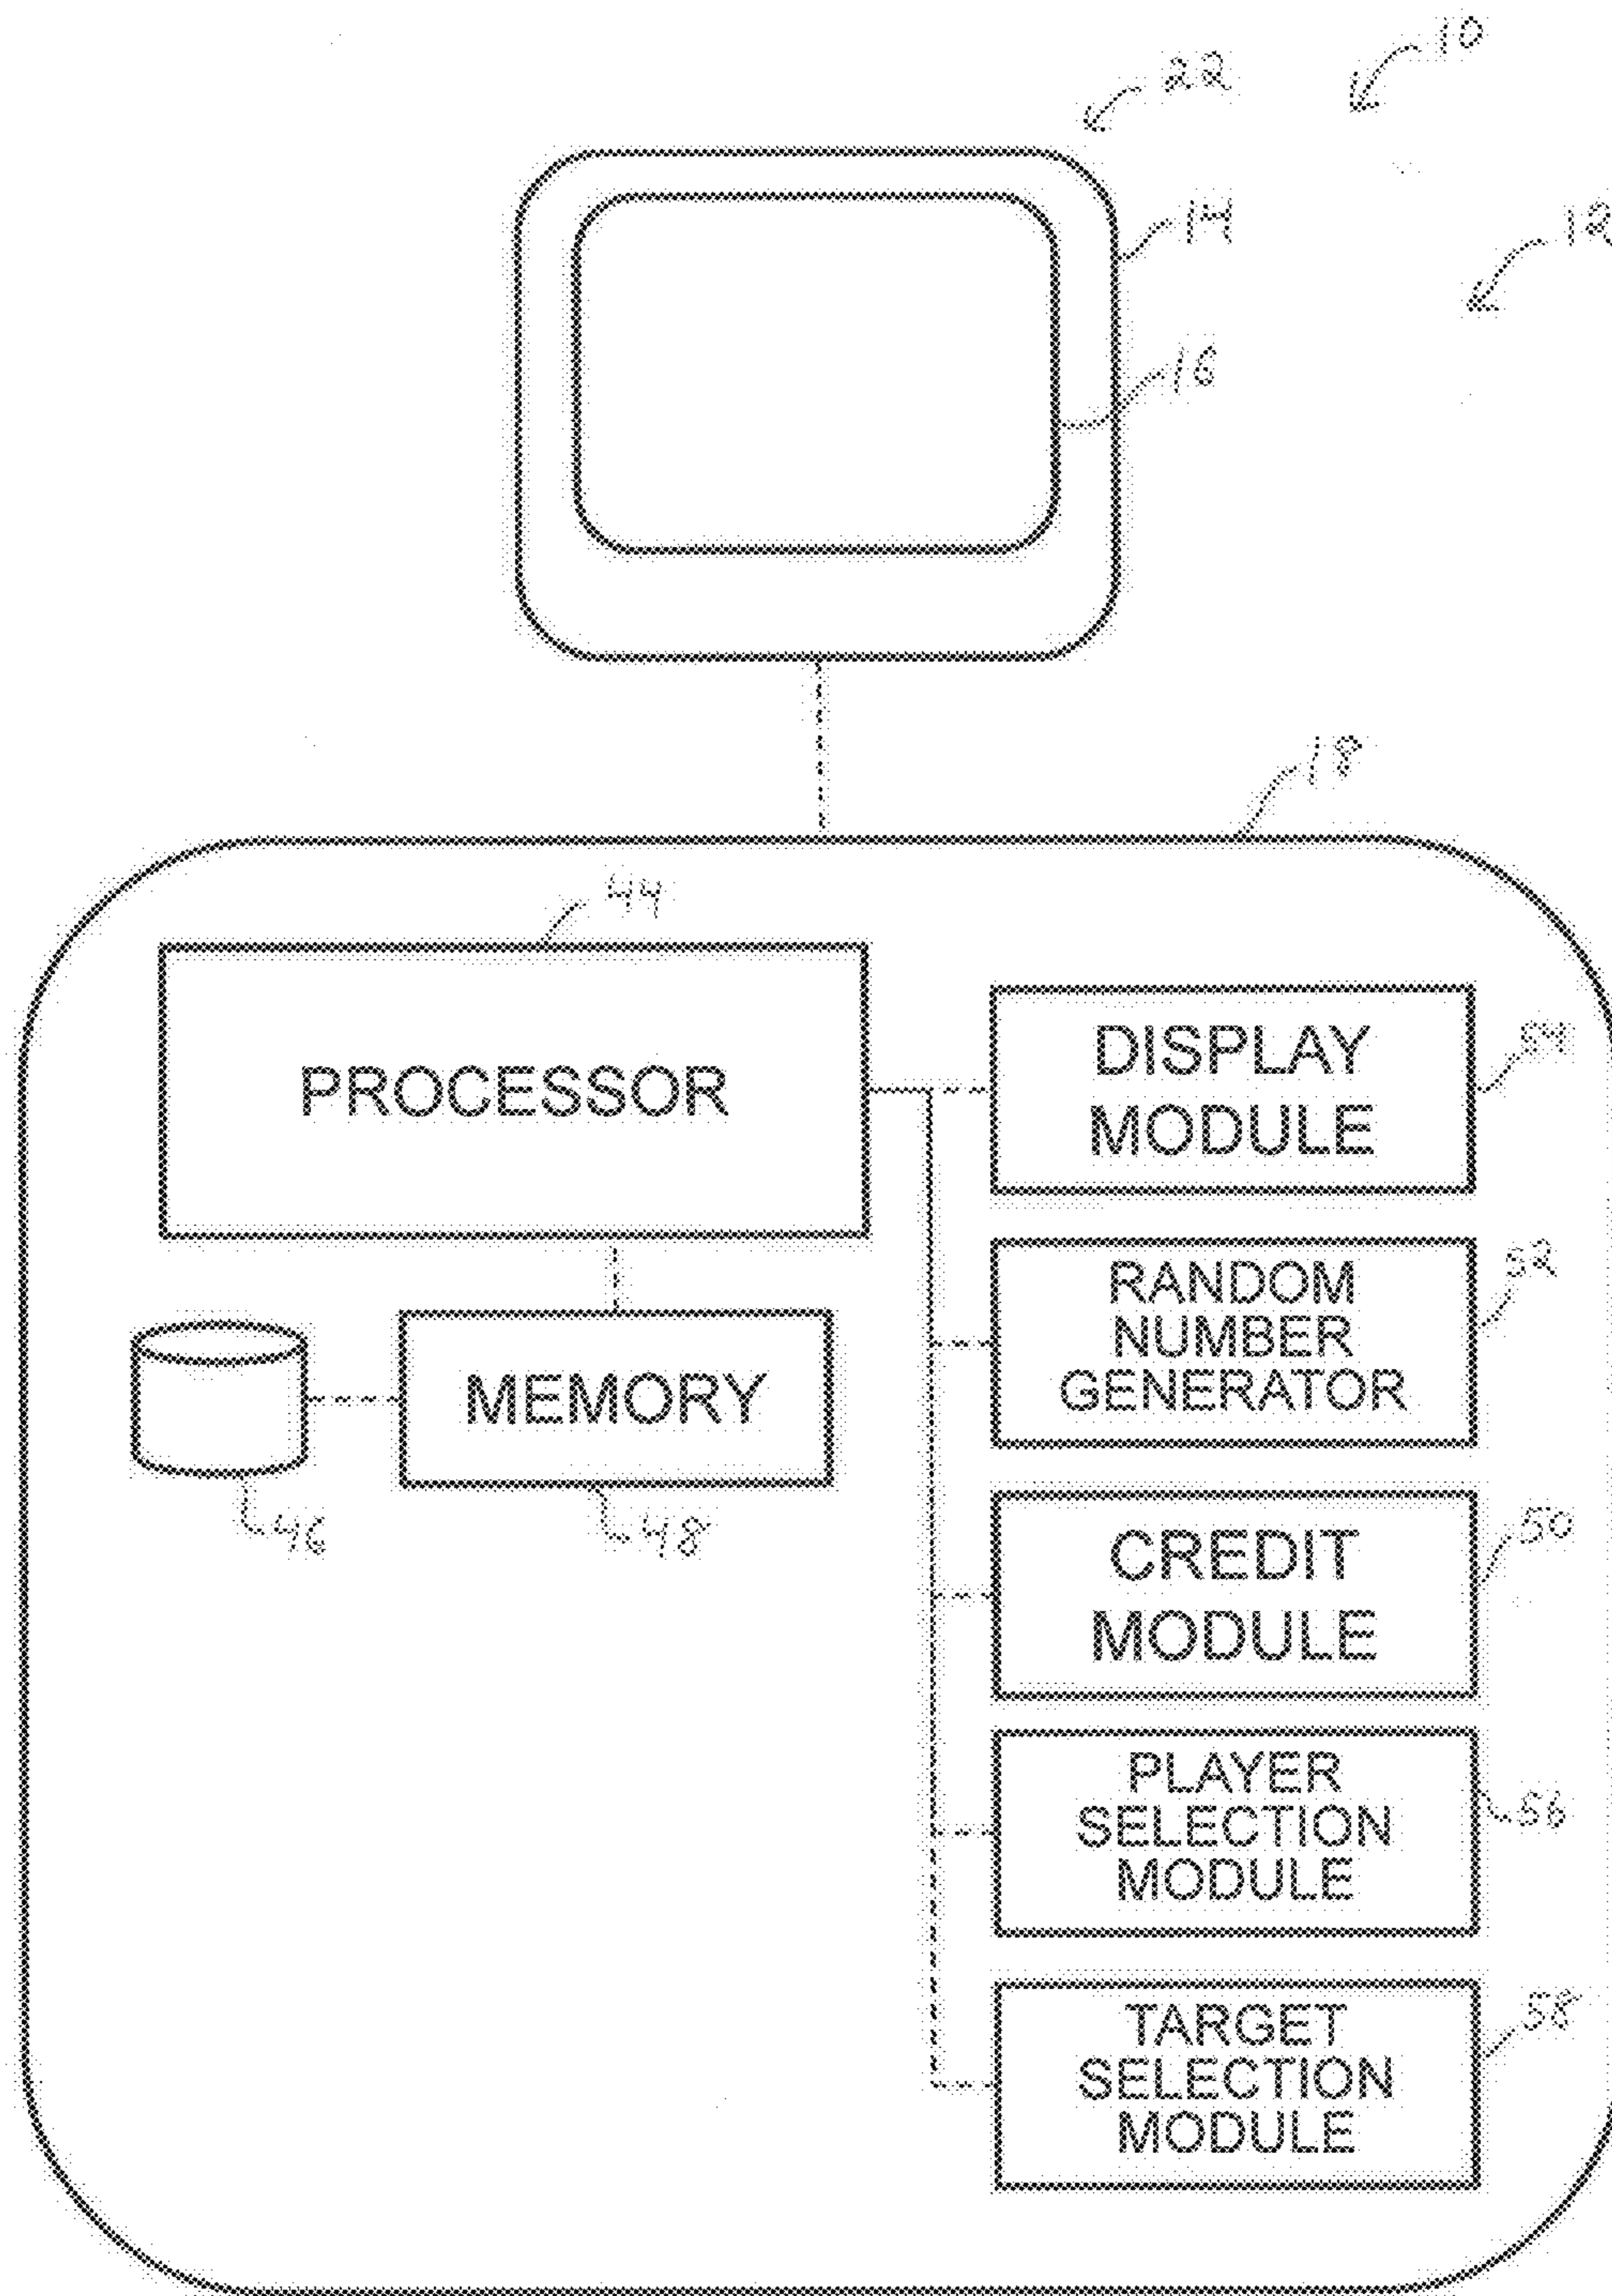 10
22
14
12
16
18
44
PROCESSOR
DISPLAY
MODULE
54
RANDOM
NUMBER
GENERATOR
52
MEMORY
46
48
CREDIT
MODULE
50
PLAYER
SELECTION
MODULE
56
TARGET
SELECTION
MODULE
58